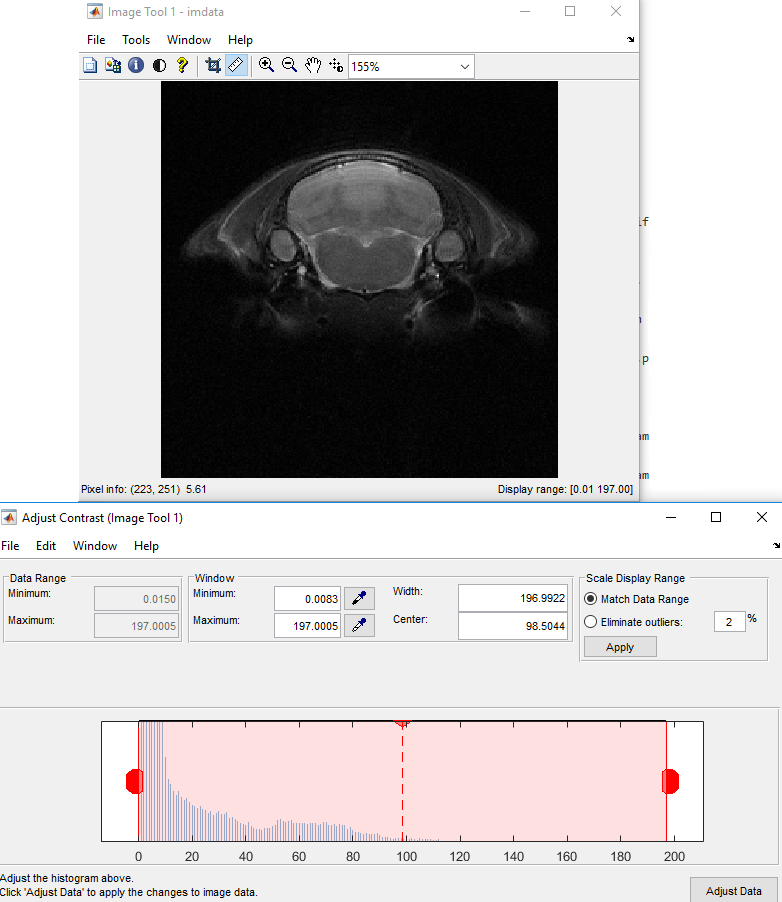 Image Tool 1 - imdata
File Tools Window Help
155%
lf
n
p
am
am
Pixel info: (223, 251) 5.61
Display range: [0.01 197.00]
Adjust Contrast (Image Tool 1)
File Edit Window Help
Data Range
Minimum: 0.0150
Maximum: 197.0005
Window
Minimum: 0.0083
Maximum: 197.0005
Width: 196.9922
Center: 98.5044
Scale Display Range
Match Data Range
Eliminate outliers: 2 %
Apply
0 20 40 60 80 100 120 140 160 180 200
Adjust the histogram above.
Click 'Adjust Data' to apply the changes to image data.
Adjust Data